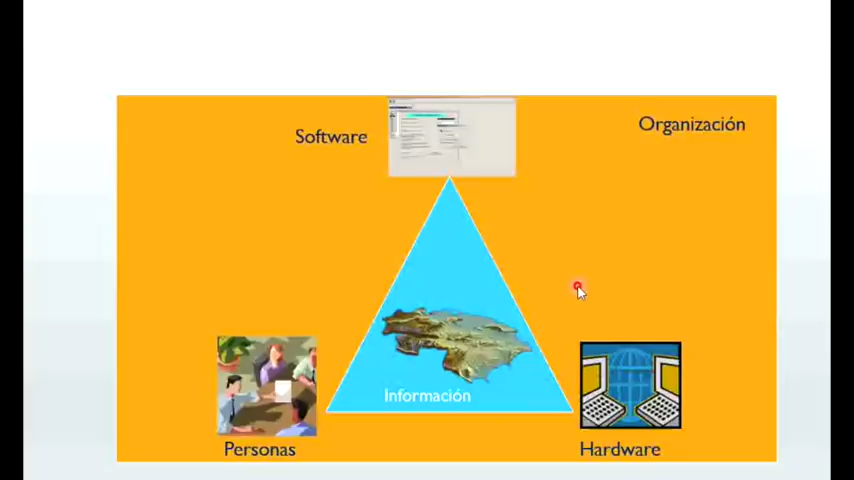 Organización
Software
Información
Personas
Hardware